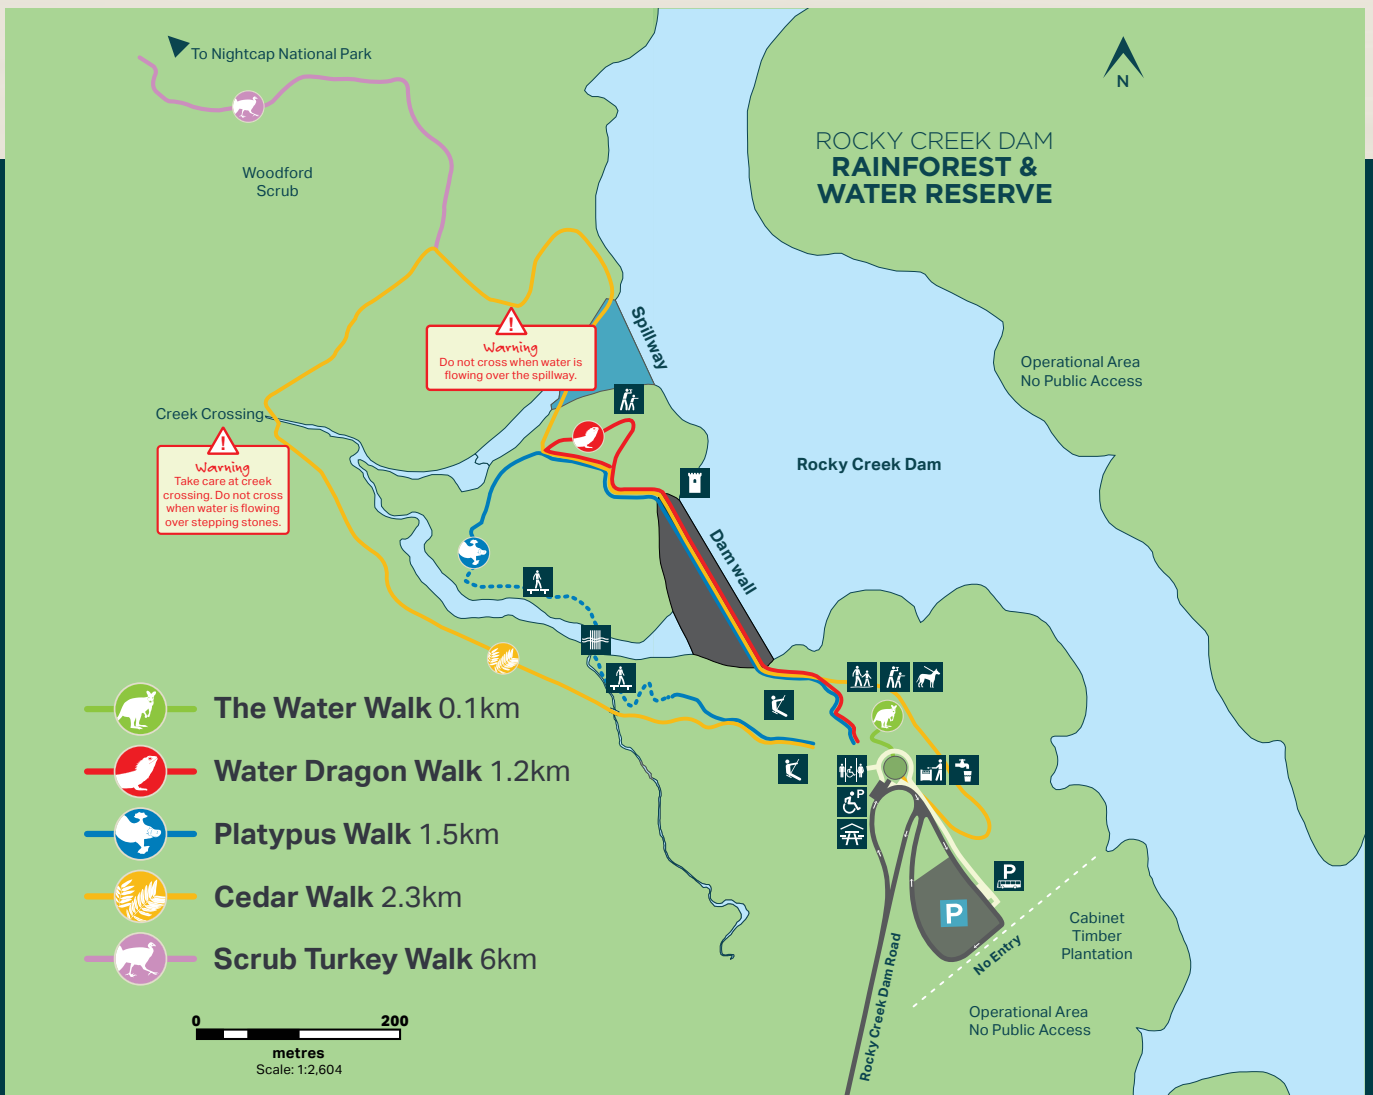 To Nightcap National Park
N
ROCKY CREEK DAM
RAINFOREST &
WATER RESERVE
Woodford
Scrub
Spillway
!
Warning
Do not cross when water is
flowing over the spillway.
Operational Area
No Public Access
Creek Crossing
!
Warning
Take care at creek
crossing. Do not cross
when water is flowing
over stepping stones.
Rocky Creek Dam
Dam wall
The Water Walk 0.1km
Water Dragon Walk 1.2km
Platypus Walk 1.5km
Cedar Walk 2.3km
Scrub Turkey Walk 6km
P
P
P
Cabinet
Timber
Plantation
No Entry
Rocky Creek Dam Road
Operational Area
No Public Access
0 200
metres
Scale: 1:2,604